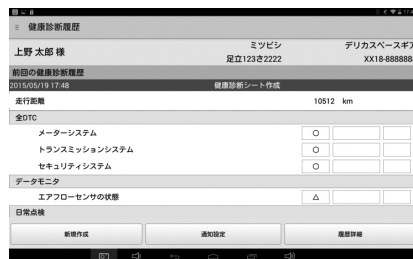 健康診断履歴
上野 太郎 様
ミツビシ
デリカスペースギア
足立123さ2222
XX18-888888
前回の健康診断履歴
2015/05/19 17:48 健康診断シート作成
走行距離 10512 km
全DTC
メーターシステム ○
トランスミッションシステム ○
セキュリティシステム ○
データモニタ
エアフローセンサの状態 △
日常点検
新規作成 通知設定 履歴詳細